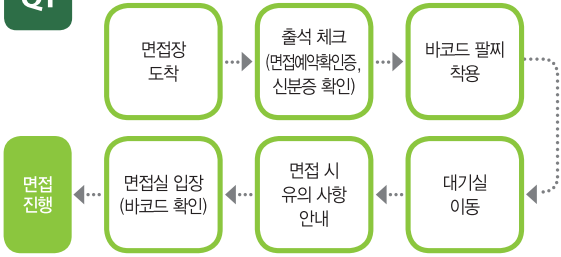 Q1
면접장
도착
출석 체크
(면접예약확인증,
신분증 확인)
바코드 팔찌
착용
대기실
이동
면접 시
유의 사항
안내
면접실 입장
(바코드 확인)
면접
진행